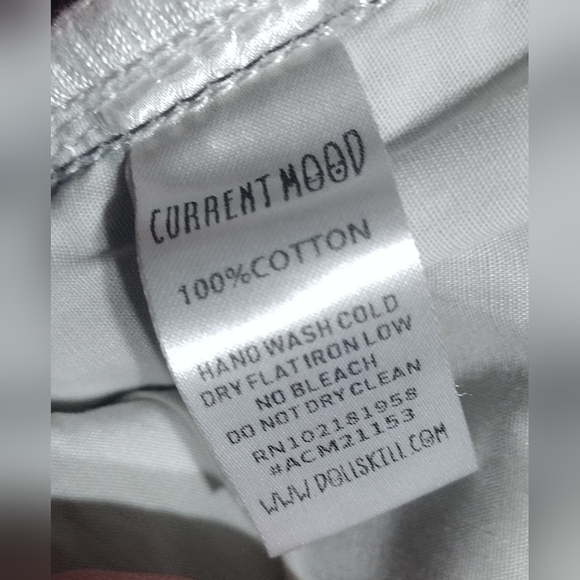 CURRENT MOOD
100%COTTON
HAND WASH COLD
DRY FLAT IRON LOW
NO BLEACH
DO NOT DRY CLEAN
RN102181958
#ACM21153
WWW.DOLLSKILL.COM